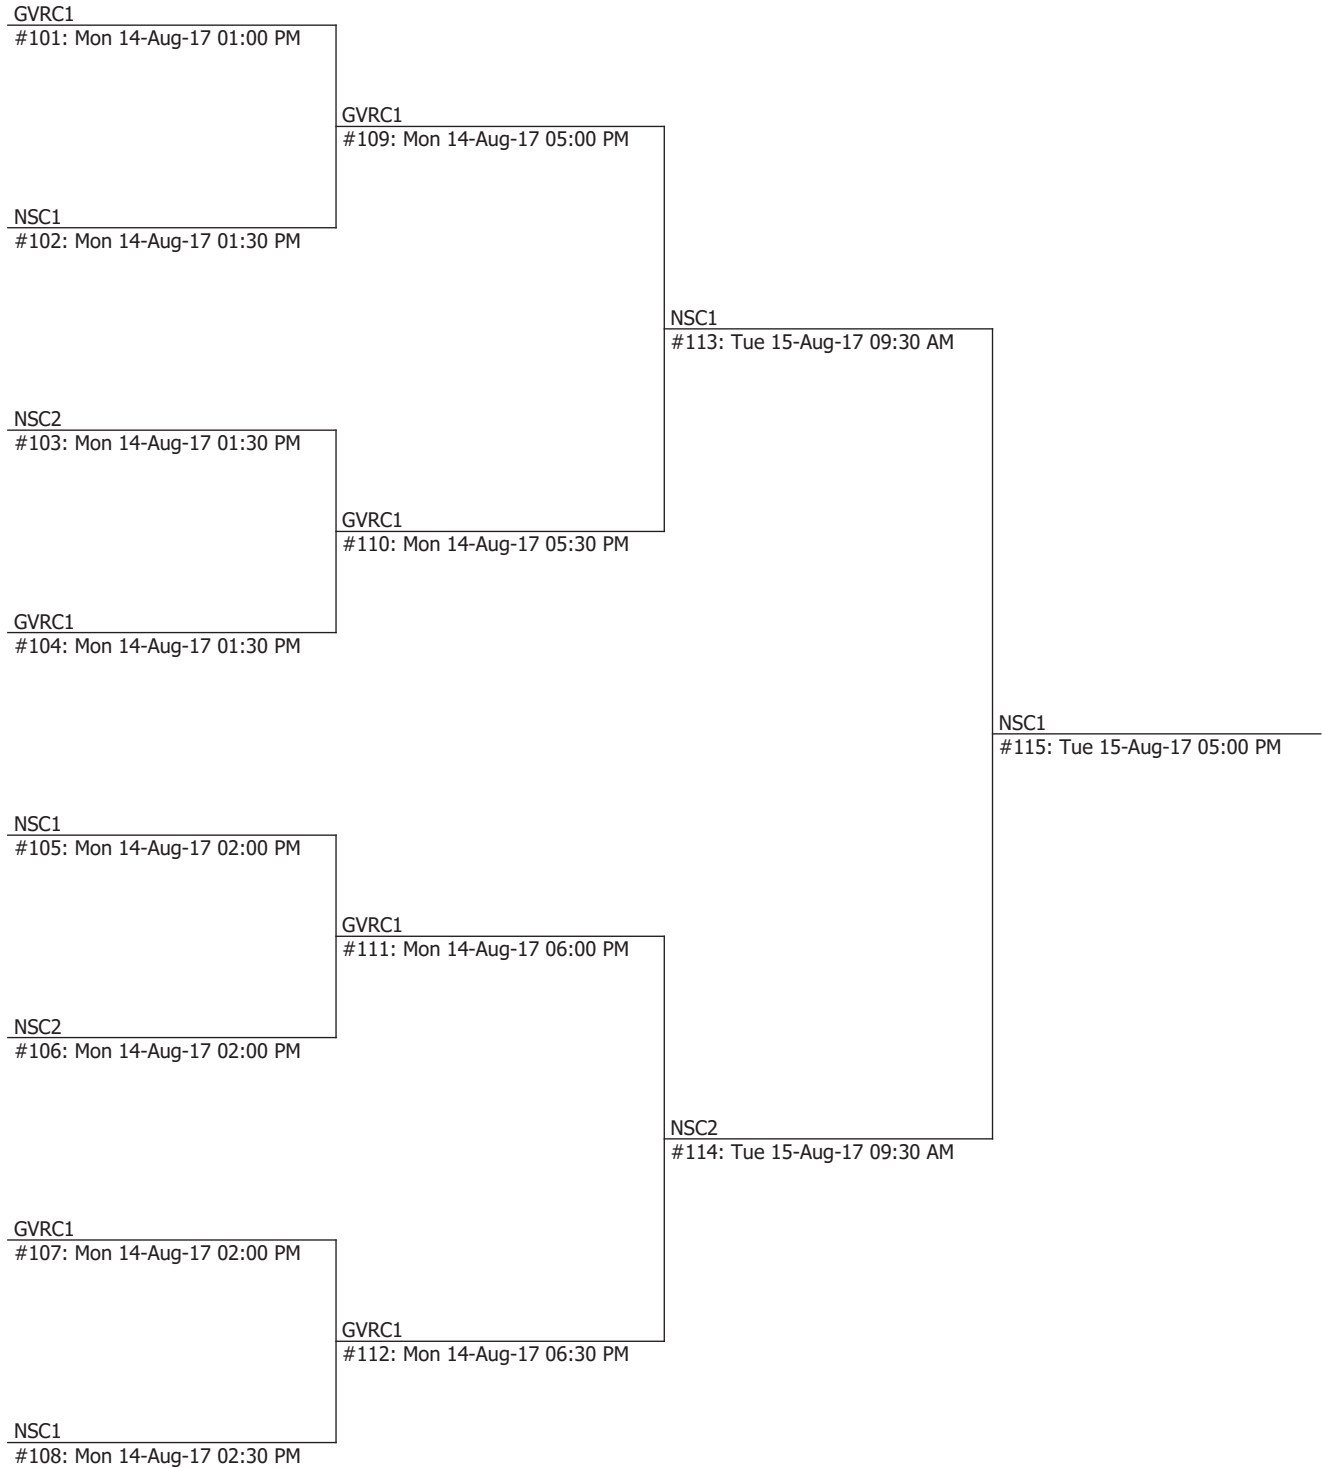 GVRC1
#101: Mon 14-Aug-17 01:00 PM
GVRC1
#109: Mon 14-Aug-17 05:00 PM
NSC1
#102: Mon 14-Aug-17 01:30 PM
NSC1
#113: Tue 15-Aug-17 09:30 AM
NSC2
#103: Mon 14-Aug-17 01:30 PM
GVRC1
#110: Mon 14-Aug-17 05:30 PM
GVRC1
#104: Mon 14-Aug-17 01:30 PM
NSC1
#115: Tue 15-Aug-17 05:00 PM
NSC1
#105: Mon 14-Aug-17 02:00 PM
GVRC1
#111: Mon 14-Aug-17 06:00 PM
NSC2
#106: Mon 14-Aug-17 02:00 PM
NSC2
#114: Tue 15-Aug-17 09:30 AM
GVRC1
#107: Mon 14-Aug-17 02:00 PM
GVRC1
#112: Mon 14-Aug-17 06:30 PM
NSC1
#108: Mon 14-Aug-17 02:30 PM